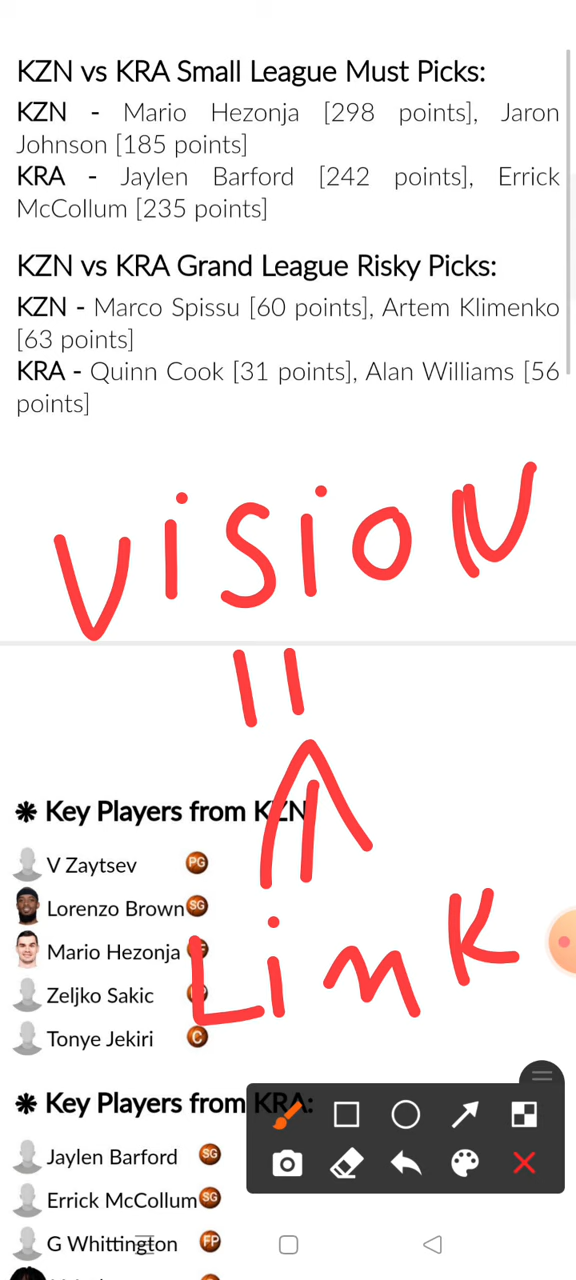 KZN vs KRA Small League Must Picks:
KZN - Mario Hezonja [298 points], Jaron
Johnson [185 points]
KRA - Jaylen Barford [242 points], Errick
McCollum [235 points]
KZN vs KRA Grand League Risky Picks:
KZN - Marco Spissu [60 points], Artem Klimenko
[63 points]
KRA - Quinn Cook [31 points], Alan Williams [56
points]
VISION
✱ Key Players from KZN
V Zaytsev PG
Lorenzo Brown SG
Mario Hezonja
Zeljko Sakic
Link
Tonye Jekiri C
✱ Key Players from KRA:
Jaylen Barford SG
Errick McCollum SG
G Whittington FP